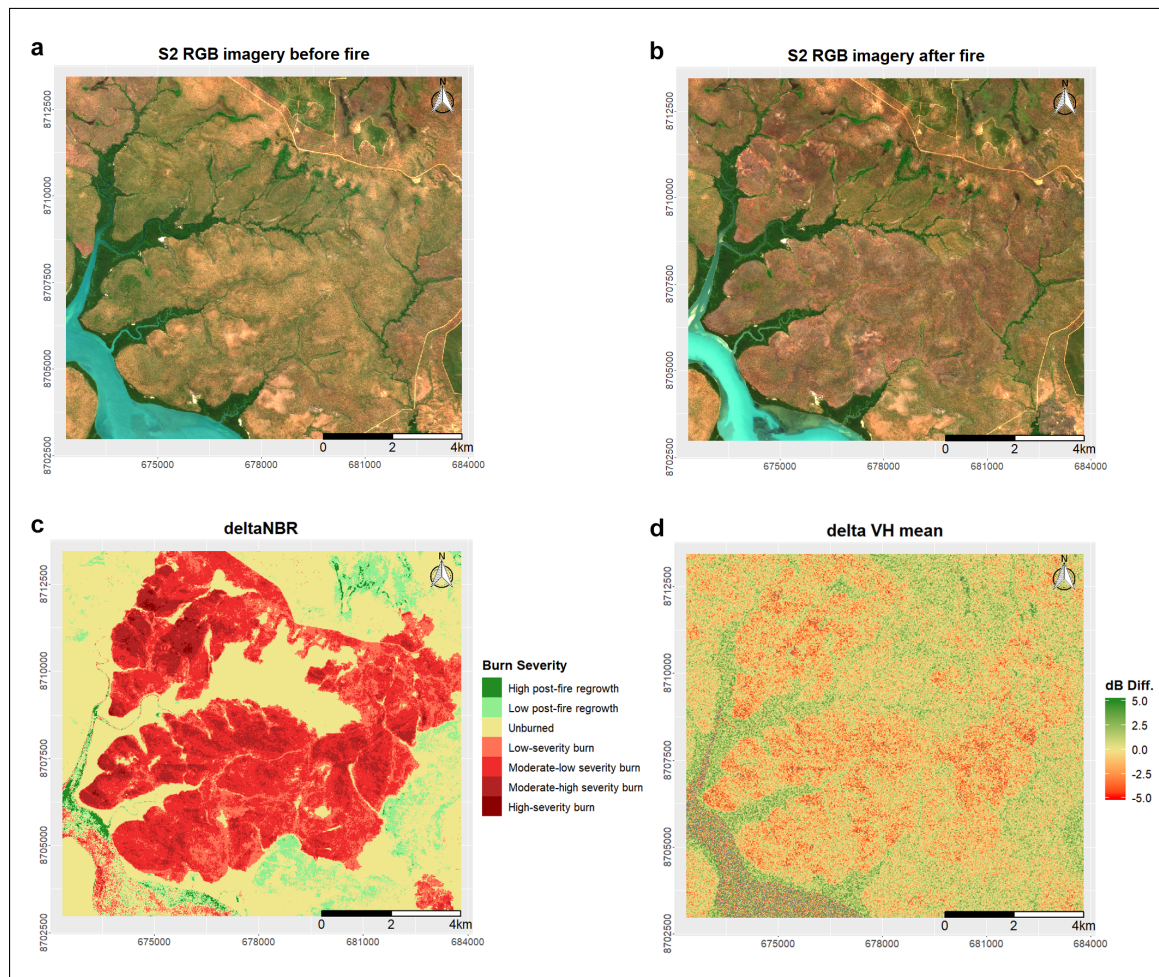 a
S2 RGB imagery before fire
N
8712500
8710000
8707500
8705000
8702500
0 2 4km
675000 678000 681000 684000
b
S2 RGB imagery after fire
N
8712500
8710000
8707500
8705000
8702500
0 2 4km
675000 678000 681000 684000
c
deltaNBR
N
8712500
8710000
8707500
8705000
8702500
0 2 4km
675000 678000 681000 684000
Burn Severity
High post-fire regrowth
Low post-fire regrowth
Unburned
Low-severity burn
Moderate-low severity burn
Moderate-high severity burn
High-severity burn
d
delta VH mean
N
8712500
8710000
8707500
8705000
8702500
0 2 4km
675000 678000 681000 684000
dB Diff.
5.0
2.5
0.0
-2.5
-5.0